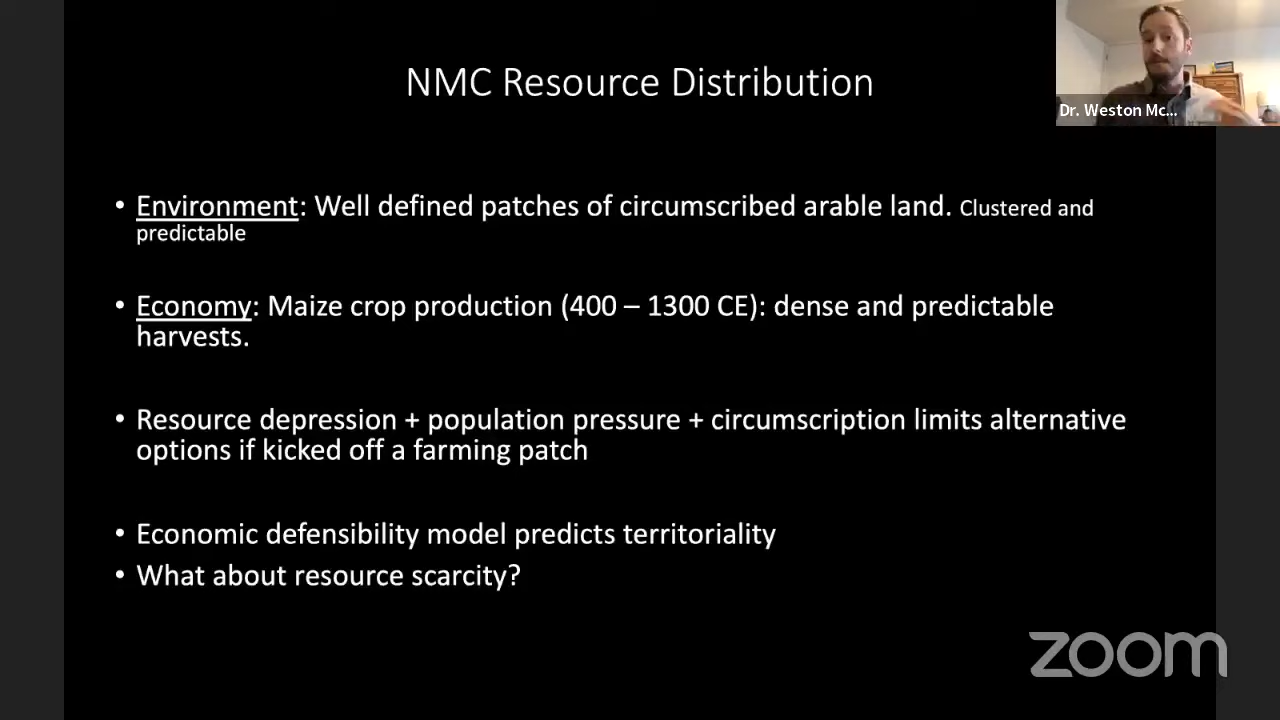 NMC Resource Distribution
Dr. Weston Mc...
• Environment: Well defined patches of circumscribed arable land. Clustered and
predictable
• Economy: Maize crop production (400 – 1300 CE): dense and predictable
harvests.
• Resource depression + population pressure + circumscription limits alternative
options if kicked off a farming patch
• Economic defensibility model predicts territoriality
• What about resource scarcity?
zoom